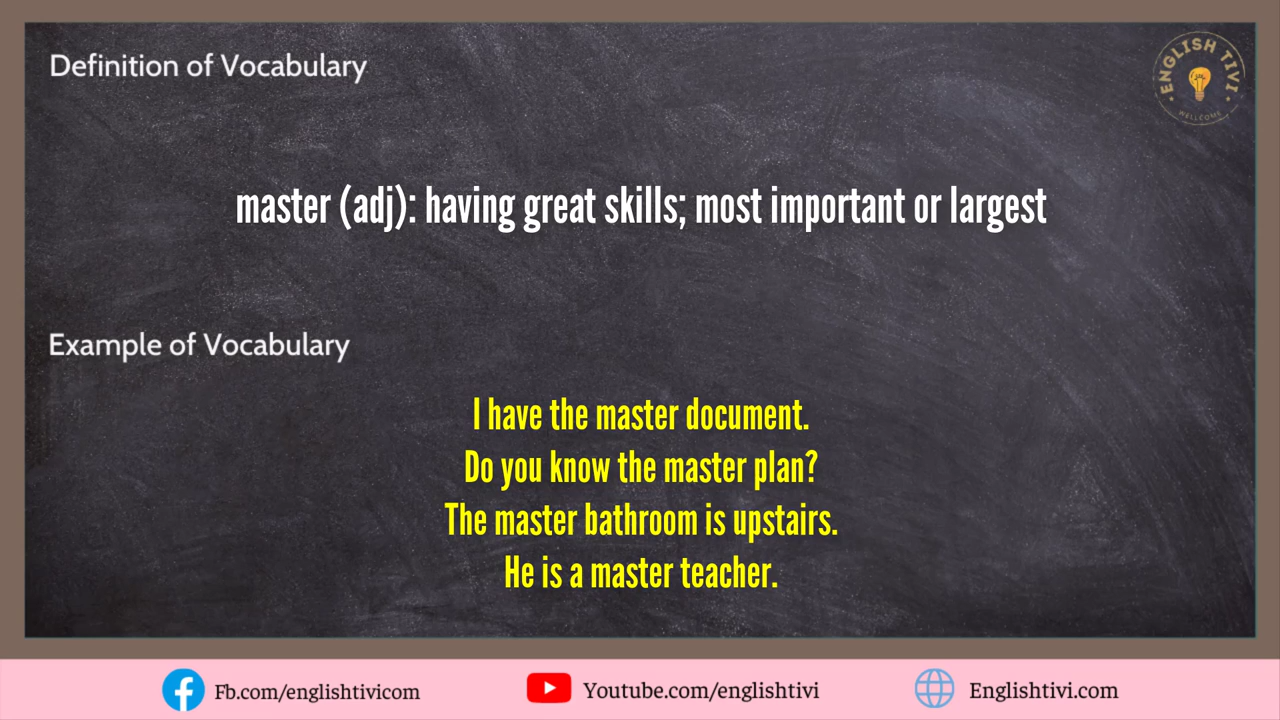 Definition of Vocabulary
ENGLISH TIVI
WELLCOME
master (adj): having great skills; most important or largest
Example of Vocabulary
I have the master document.
Do you know the master plan?
The master bathroom is upstairs.
He is a master teacher.
Fb.com/englishtivicom
Youtube.com/englishtivi
Englishtivi.com